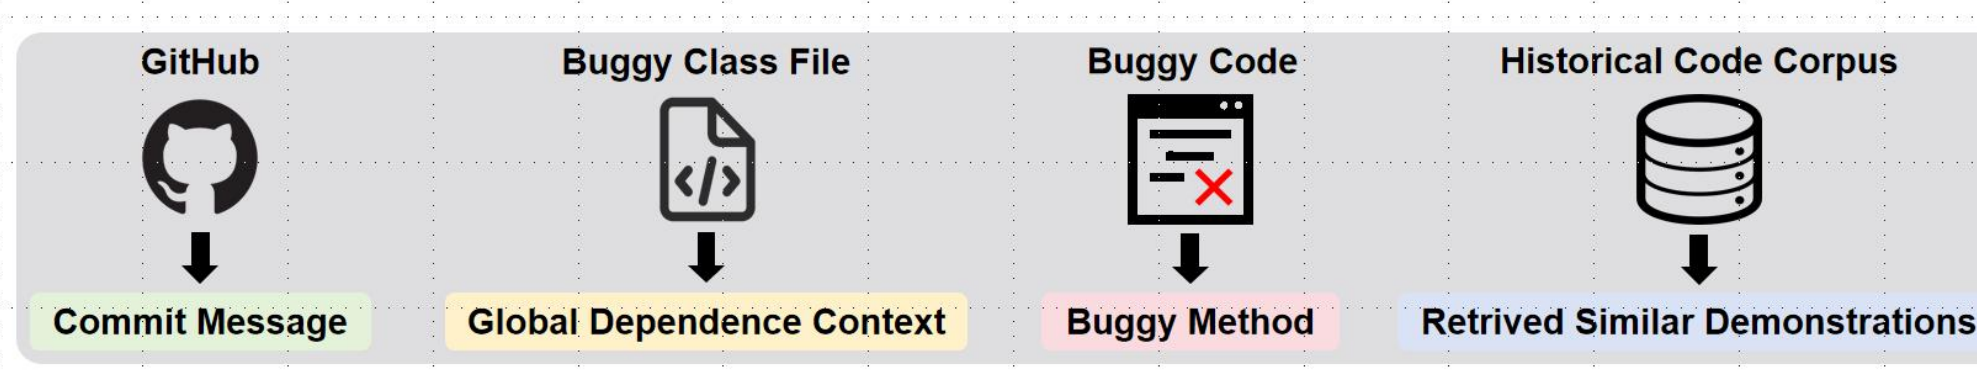 GitHub
Buggy Class File
Buggy Code
Historical Code Corpus
</>
Commit Message
Global Dependence Context
Buggy Method
Retrived Similar Demonstrations